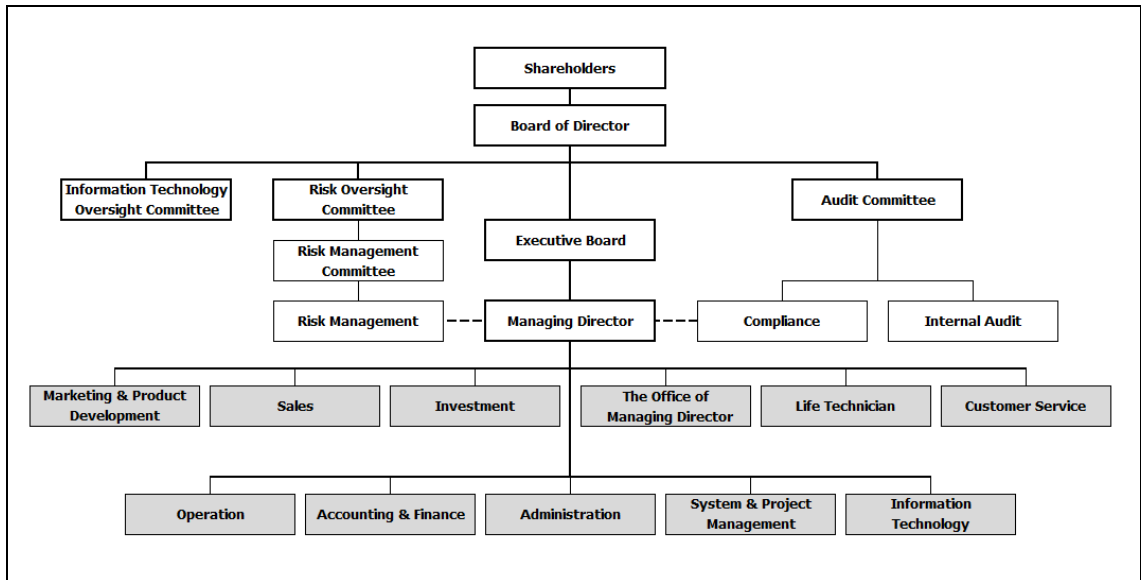 Shareholders
Board of Director
Information Technology
Oversight Committee
Risk Oversight
Committee
Audit Committee
Executive Board
Risk Management
Committee
Risk Management
Managing Director
Compliance
Internal Audit
Marketing & Product
Development
Sales
Investment
The Office of
Managing Director
Life Technician
Customer Service
Operation
Accounting & Finance
Administration
System & Project
Management
Information
Technology